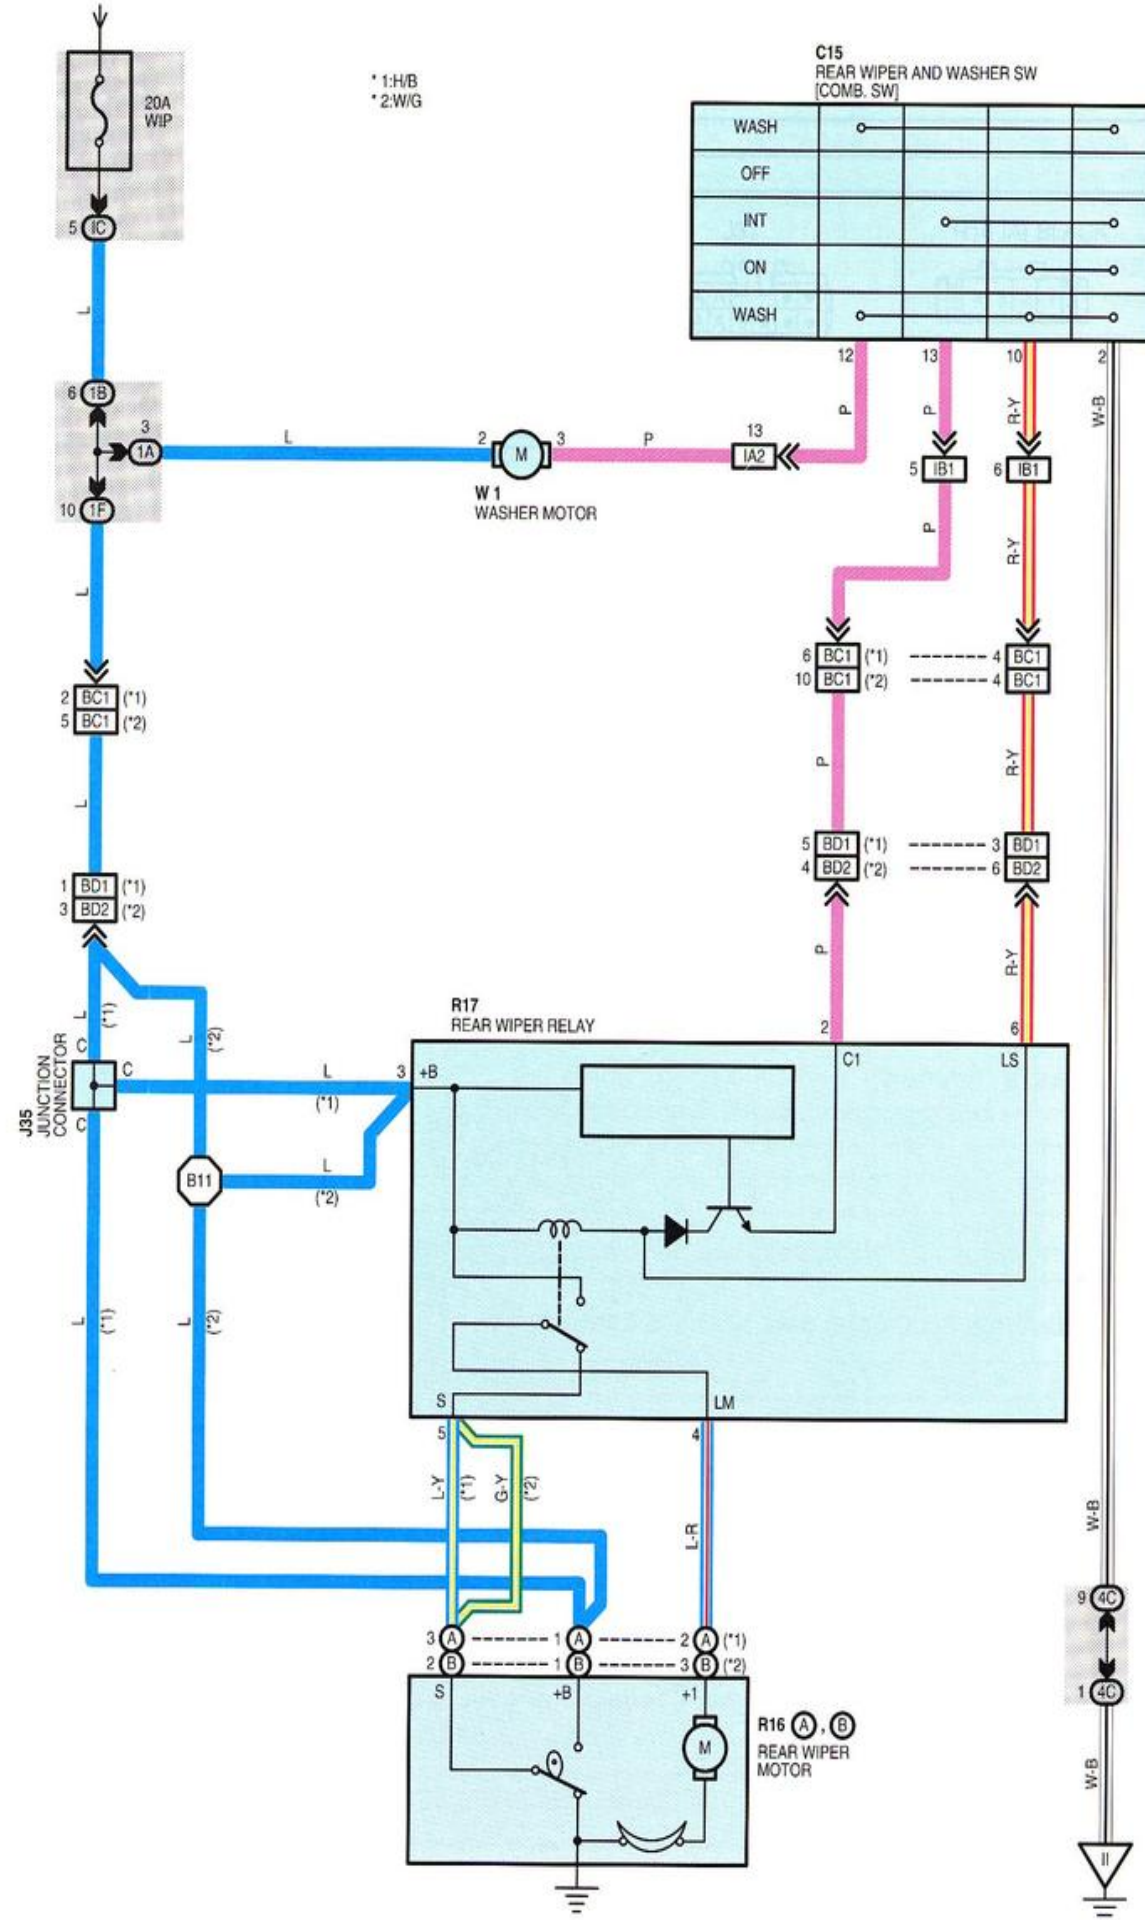 20A
WIP
* 1:H/B
* 2:W/G
C15
REAR WIPER AND WASHER SW
[COMB. SW]
WASH
OFF
INT
ON
WASH
5 IC
12
13
10
2
L
P
P
R-Y
W-B
6 1B
3
1A
L
2
M
3
P
13
IA2
5 IB1
6 IB1
W 1
WASHER MOTOR
10 1F
P
R-Y
L
6 BC1 (*1)
4 BC1
10 BC1 (*2)
4 BC1
2 BC1 (*1)
5 BC1 (*2)
P
R-Y
L
5 BD1 (*1)
3 BD1
4 BD2 (*2)
6 BD2
1 BD1 (*1)
3 BD2 (*2)
P
R-Y
R17
REAR WIPER RELAY
L
(*1)
L
(*2)
2
6
J35
JUNCTION
CONNECTOR
C
C
C
L
(*1)
3
+B
C1
LS
B11
L
(*2)
L
(*1)
L
(*2)
S
LM
5
4
L-Y
(*1)
G-Y
(*2)
L-R
W-B
3 A
1 A
2 A (*1)
2 B
1 B
3 B (*2)
9 4C
1 4C
S
+B
+1
M
R16 A , B
REAR WIPER
MOTOR
W-B
II